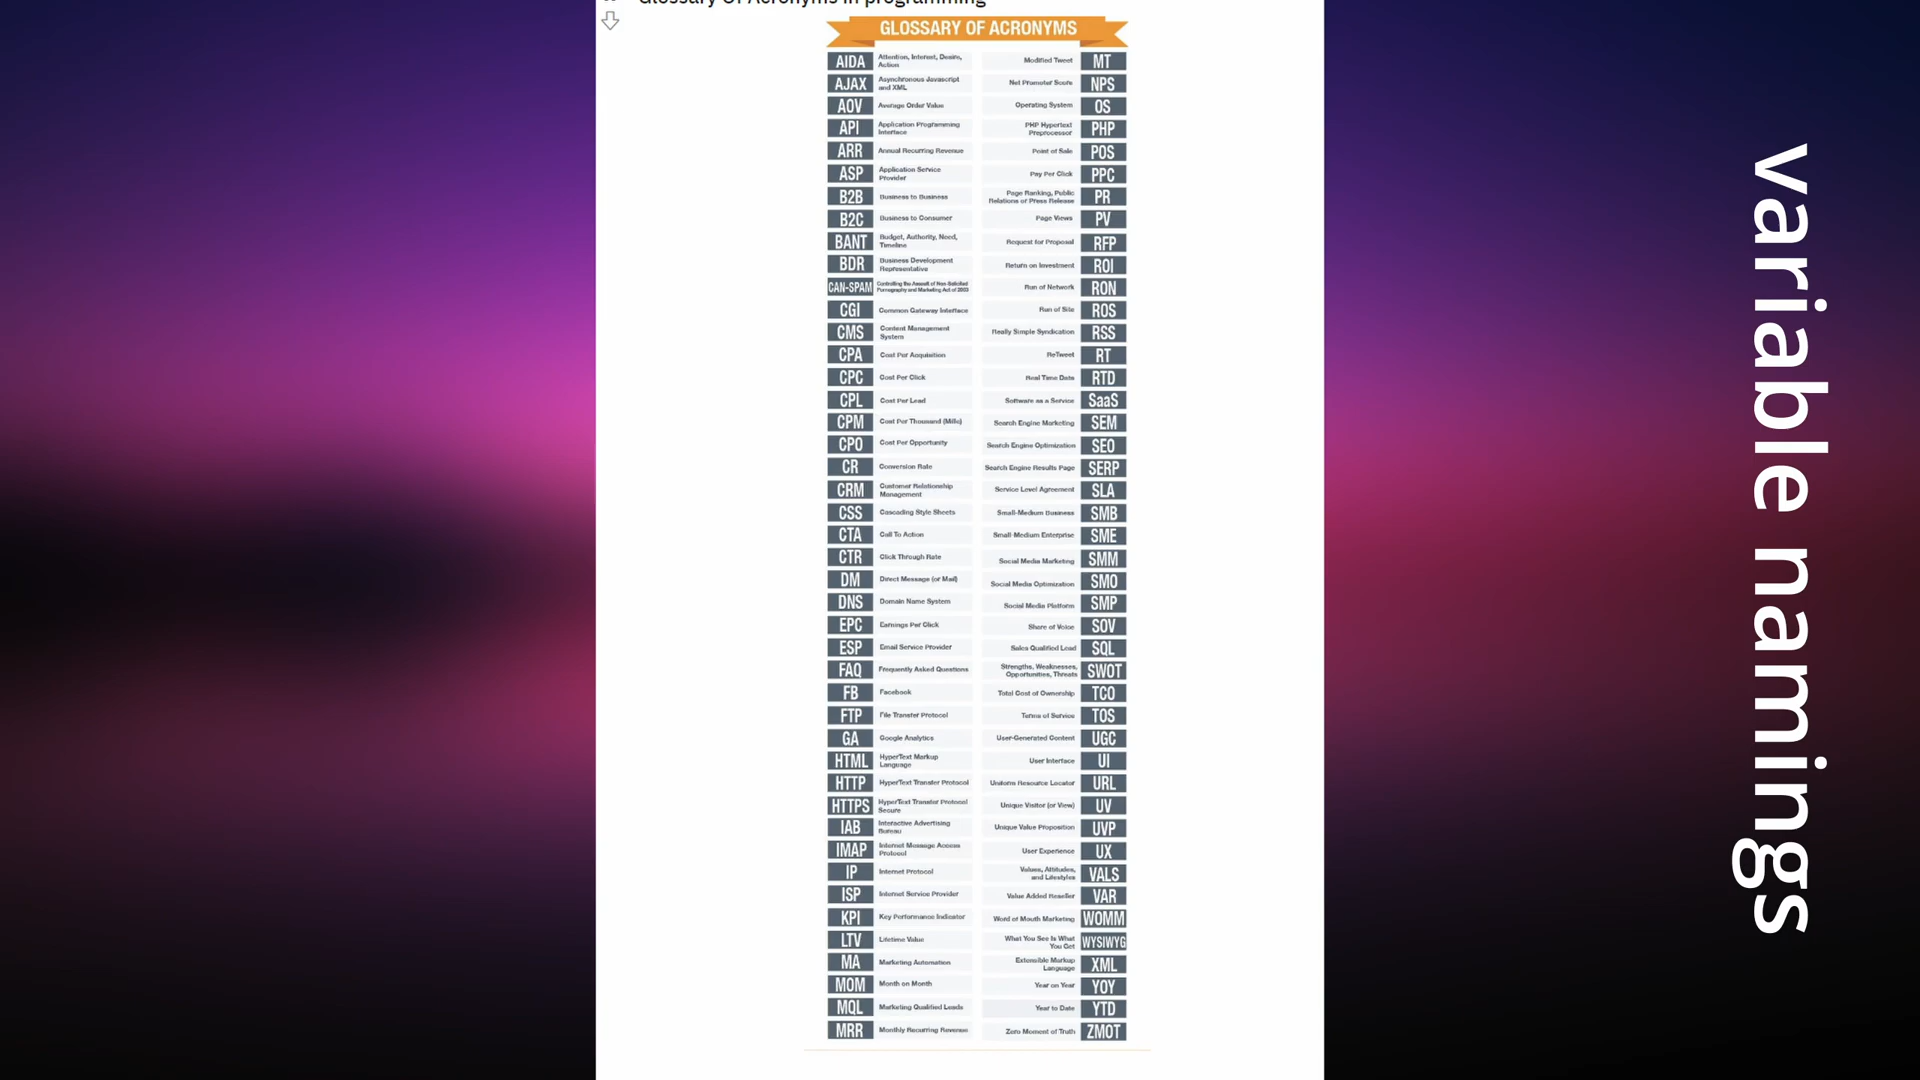 Glossary Of Acronyms in programming
GLOSSARY OF ACRONYMS
AIDA Attention, Interest, Desire,
Action
AJAX Asynchronous Javascript
and XML
AOV Average Order Value
API Application Programming
Interface
ARR Annual Recurring Revenue
ASP Application Service
Provider
B2B Business to Business
B2C Business to Consumer
BANT Budget, Authority, Need,
Timeline
BDR Business Development
Representative
CAN-SPAM Controlling the Assault of Non-Solicited
Pornography and Marketing Act of 2003
CGI Common Gateway Interface
CMS Content Management
System
CPA Cost Per Acquisition
CPC Cost Per Click
CPL Cost Per Lead
CPM Cost Per Thousand (Mille)
CPO Cost Per Opportunity
CR Conversion Rate
CRM Customer Relationship
Management
CSS Cascading Style Sheets
CTA Call To Action
CTR Click Through Rate
DM Direct Message (or Mail)
DNS Domain Name System
EPC Earnings Per Click
ESP Email Service Provider
FAQ Frequently Asked Questions
FB Facebook
FTP File Transfer Protocol
GA Google Analytics
HTML HyperText Markup
Language
HTTP HyperText Transfer Protocol
HTTPS HyperText Transfer Protocol
Secure
IAB Interactive Advertising
Bureau
IMAP Internet Message Access
Protocol
IP Internet Protocol
ISP Internet Service Provider
KPI Key Performance Indicator
LTV Lifetime Value
MA Marketing Automation
MOM Month on Month
MQL Marketing Qualified Leads
MRR Monthly Recurring Revenue
Modified Tweet MT
Net Promoter Score NPS
Operating System OS
PHP Hypertext
Preprocessor PHP
Point of Sale POS
Pay Per Click PPC
Page Ranking, Public
Relations or Press Release PR
Page Views PV
Request for Proposal RFP
Return on Investment ROI
Run of Network RON
Run of Site ROS
Really Simple Syndication RSS
ReTweet RT
Real Time Data RTD
Software as a Service SaaS
Search Engine Marketing SEM
Search Engine Optimization SEO
Search Engine Results Page SERP
Service Level Agreement SLA
Small-Medium Business SMB
Small-Medium Enterprise SME
Social Media Marketing SMM
Social Media Optimization SMO
Social Media Platform SMP
Share of Voice SOV
Sales Qualified Lead SQL
Strengths, Weaknesses,
Opportunities, Threats SWOT
Total Cost of Ownership TCO
Terms of Service TOS
User-Generated Content UGC
User Interface UI
Uniform Resource Locator URL
Unique Visitor (or View) UV
Unique Value Proposition UVP
User Experience UX
Values, Attitudes,
and Lifestyles VALS
Value Added Reseller VAR
Word of Mouth Marketing WOMM
What You See Is What
You Get WYSIWYG
Extensible Markup
Language XML
Year on Year YOY
Year to Date YTD
Zero Moment of Truth ZMOT
variable namings